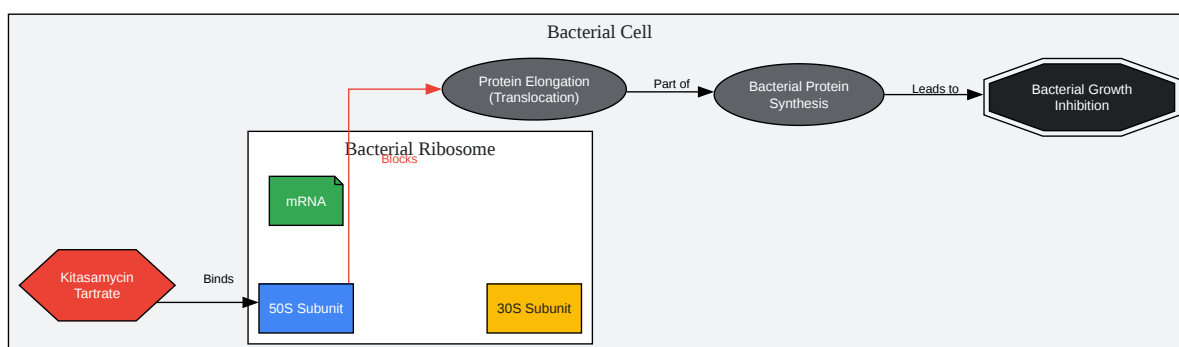 Bacterial Cell
Protein Elongation
(Translocation)
Part of
Bacterial Protein
Synthesis
Leads to
Bacterial Growth
Inhibition
Bacterial Ribosome
Blocks
mRNA
Kitasamycin
Tartrate
Binds
50S Subunit
30S Subunit